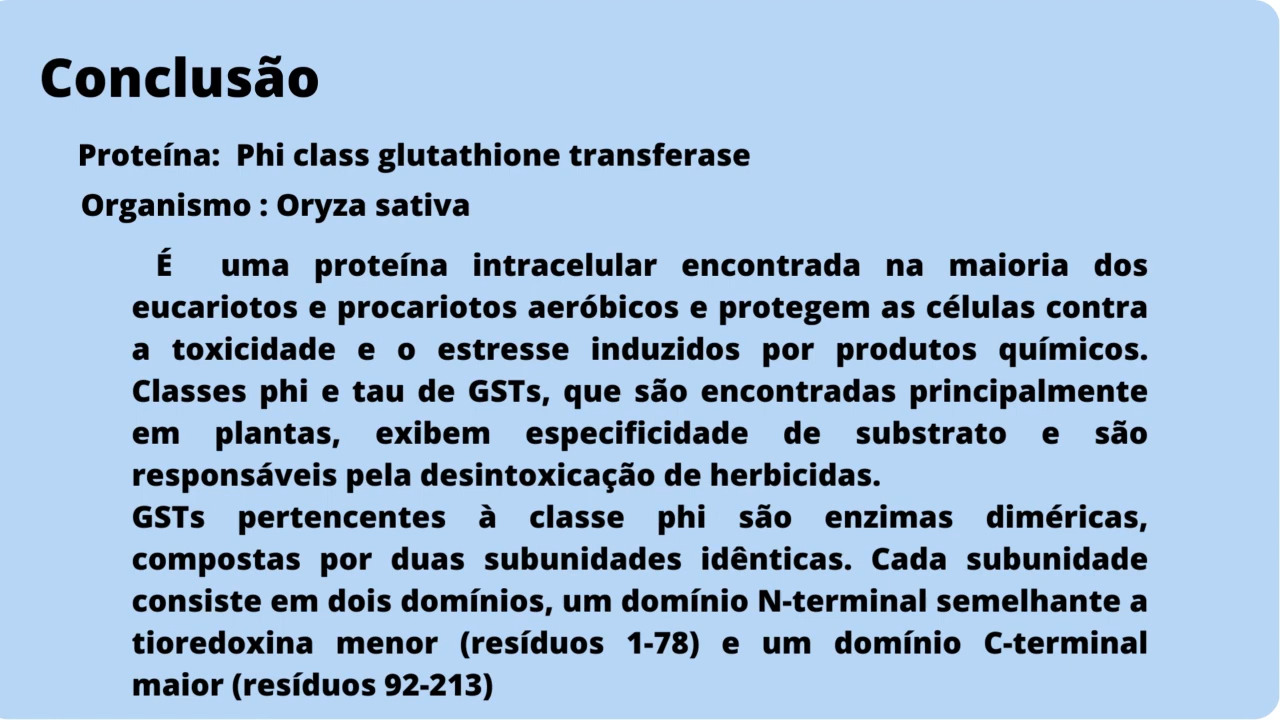 Conclusão
Proteína: Phi class glutathione transferase
Organismo : Oryza sativa
É uma proteína intracelular encontrada na maioria dos
eucariotos e procariotos aeróbicos e protegem as células contra
a toxicidade e o estresse induzidos por produtos químicos.
Classes phi e tau de GSTs, que são encontradas principalmente
em plantas, exibem especificidade de substrato e são
responsáveis pela desintoxicação de herbicidas.
GSTs pertencentes à classe phi são enzimas diméricas,
compostas por duas subunidades idênticas. Cada subunidade
consiste em dois domínios, um domínio N-terminal semelhante a
tioredoxina menor (resíduos 1-78) e um domínio C-terminal
maior (resíduos 92-213)